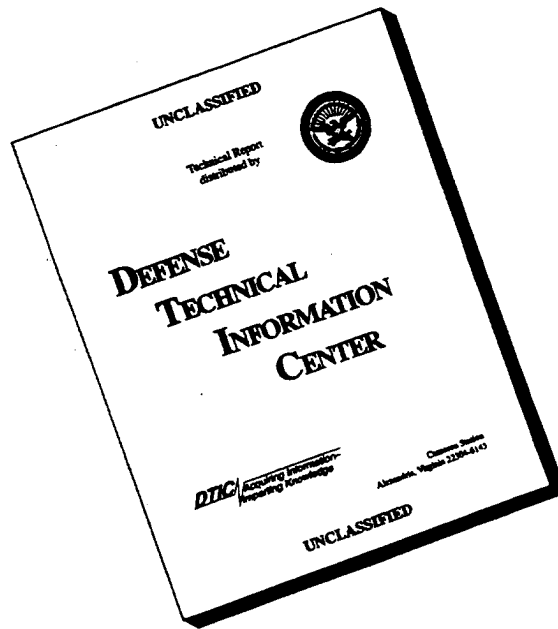 UNCLASSIFIED
Technical Report
distributed by
DEFENSE
TECHNICAL
INFORMATION
CENTER
DTIC
Acquiring Information-
Imparting Knowledge
Cameron Station
Alexandria, Virginia 22304-6145
UNCLASSIFIED